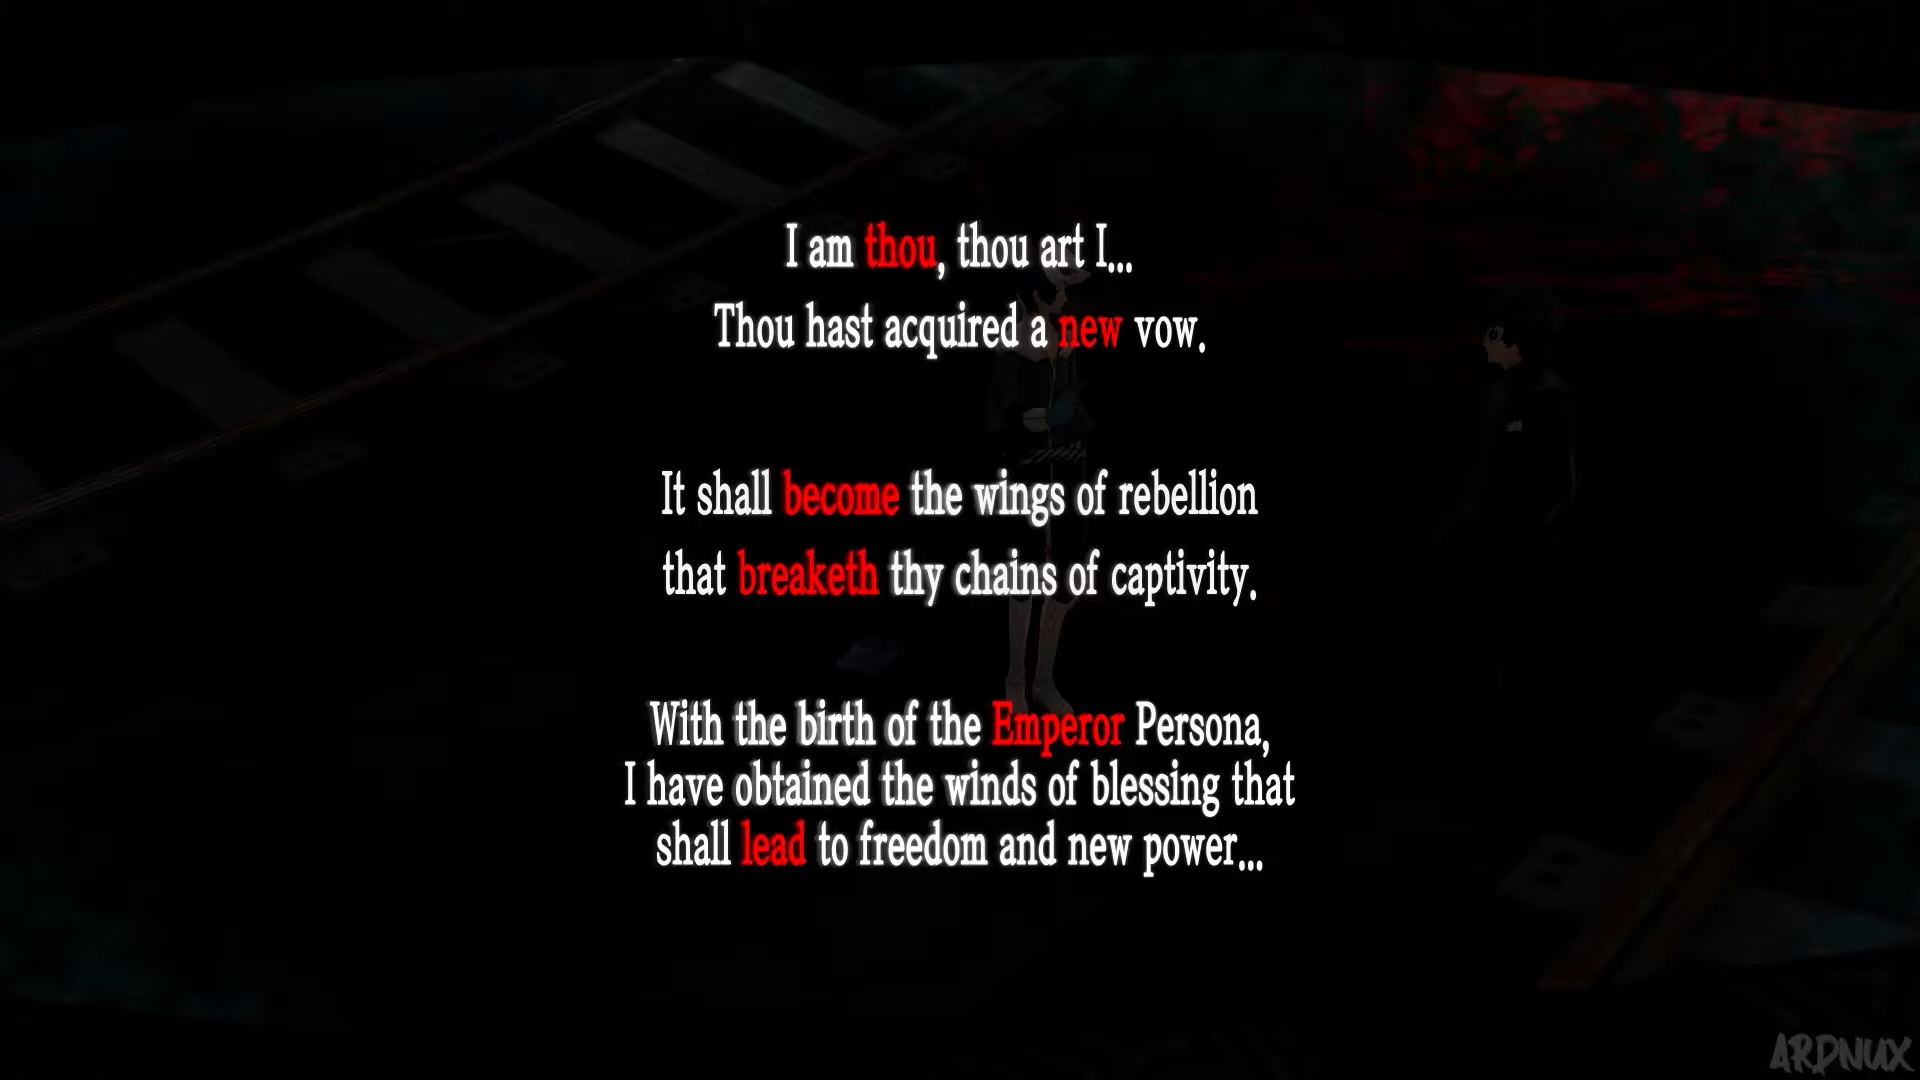 I am thou, thou art I...
Thou hast acquired a new vow.
It shall become the wings of rebellion
that breaketh thy chains of captivity.
With the birth of the Emperor Persona,
I have obtained the winds of blessing that
shall lead to freedom and new power...
ARDNUX